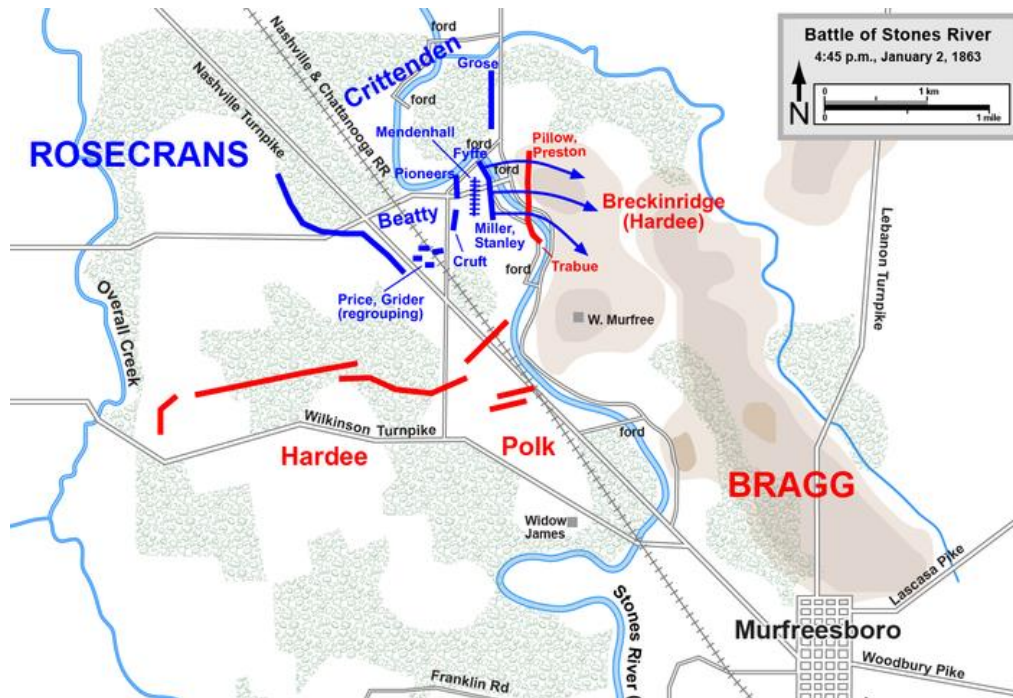 Battle of Stones River
4:45 p.m., January 2, 1863
N
0
1 km
0
1 mile
ford
Nashville & Chattanooga RR
Nashville Turnpike
Crittenden
Grose
ford
Mendenhall
ford
Pillow,
Preston
ROSECRANS
Fyffe
ford
Pioneers
Breckinridge
(Hardee)
Beatty
Miller,
Stanley
Lebanon Turnpike
Cruft
ford
Trabue
Overall Creek
Price, Grider
(regrouping)
W. Murfree
Wilkinson Turnpike
Hardee
Polk
ford
BRAGG
Widow
James
Lascasa Pike
Stones River (
Murfreesboro
Woodbury Pike
Franklin Rd